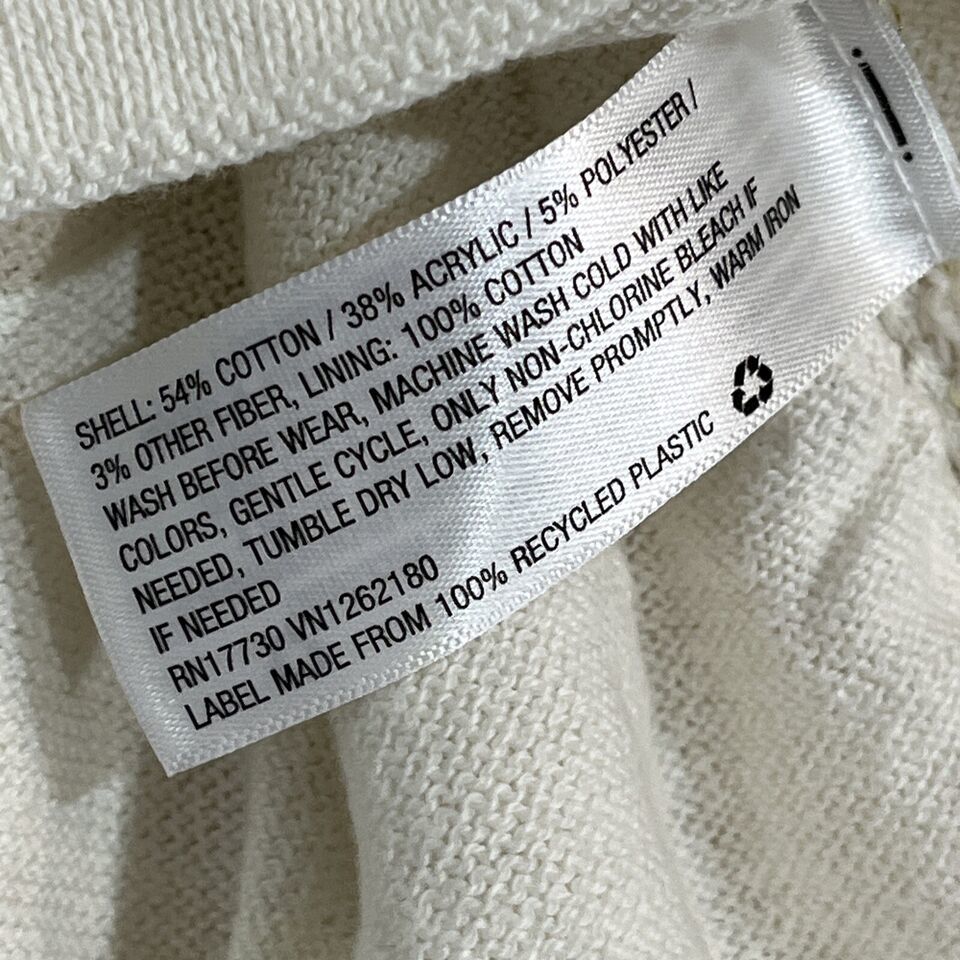 SHELL: 54% COTTON / 38% ACRYLIC / 5% POLYESTER /
3% OTHER FIBER, LINING: 100% COTTON
WASH BEFORE WEAR, MACHINE WASH COLD WITH LIKE
COLORS, GENTLE CYCLE, ONLY NON-CHLORINE BLEACH IF
NEEDED, TUMBLE DRY LOW, REMOVE PROMPTLY, WARM IRON
IF NEEDED
RN17730 VN1262180
LABEL MADE FROM 100% RECYCLED PLASTIC